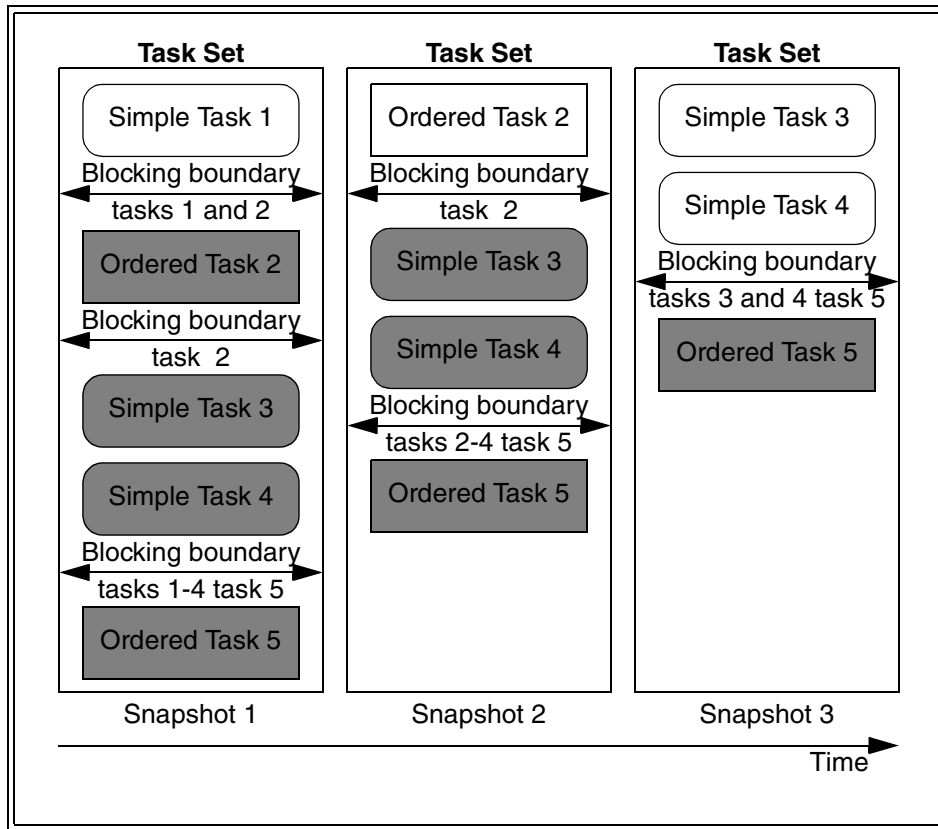 Task Set
Simple Task 1
Blocking boundary
tasks 1 and 2
Ordered Task 2
Blocking boundary
task 2
Simple Task 3
Simple Task 4
Blocking boundary
tasks 1-4 task 5
Ordered Task 5
Snapshot 1
Task Set
Ordered Task 2
Blocking boundary
task 2
Simple Task 3
Simple Task 4
Blocking boundary
tasks 2-4 task 5
Ordered Task 5
Snapshot 2
Task Set
Simple Task 3
Simple Task 4
Blocking boundary
tasks 3 and 4 task 5
Ordered Task 5
Snapshot 3
Time